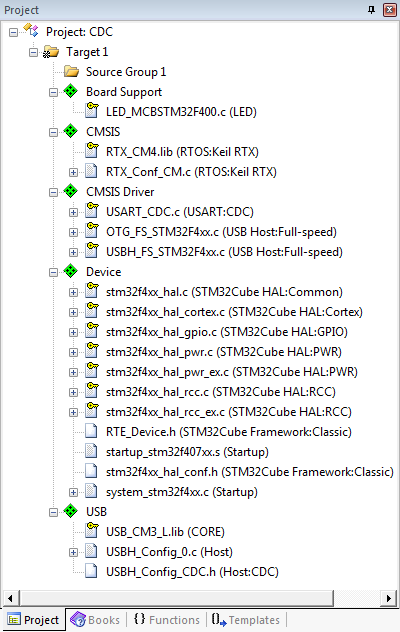 Project
Project: CDC
Target 1
Source Group 1
Board Support
LED_MCBSTM32F400.c (LED)
CMSIS
RTX_CM4.lib (RTOS:Keil RTX)
RTX_Conf_CM.c (RTOS:Keil RTX)
CMSIS Driver
USART_CDC.c (USART:CDC)
OTG_FS_STM32F4xx.c (USB Host:Full-speed)
USBH_FS_STM32F4xx.c (USB Host:Full-speed)
Device
stm32f4xx_hal.c (STM32Cube HAL:Common)
stm32f4xx_hal_cortex.c (STM32Cube HAL:Cortex)
stm32f4xx_hal_gpio.c (STM32Cube HAL:GPIO)
stm32f4xx_hal_pwr.c (STM32Cube HAL:PWR)
stm32f4xx_hal_pwr_ex.c (STM32Cube HAL:PWR)
stm32f4xx_hal_rcc.c (STM32Cube HAL:RCC)
stm32f4xx_hal_rcc_ex.c (STM32Cube HAL:RCC)
RTE_Device.h (STM32Cube Framework:Classic)
startup_stm32f407xx.s (Startup)
stm32f4xx_hal_conf.h (STM32Cube Framework:Classic)
system_stm32f4xx.c (Startup)
USB
USB_CM3_L.lib (CORE)
USBH_Config_0.c (Host)
USBH_Config_CDC.h (Host:CDC)
Project Books {} Functions Templates